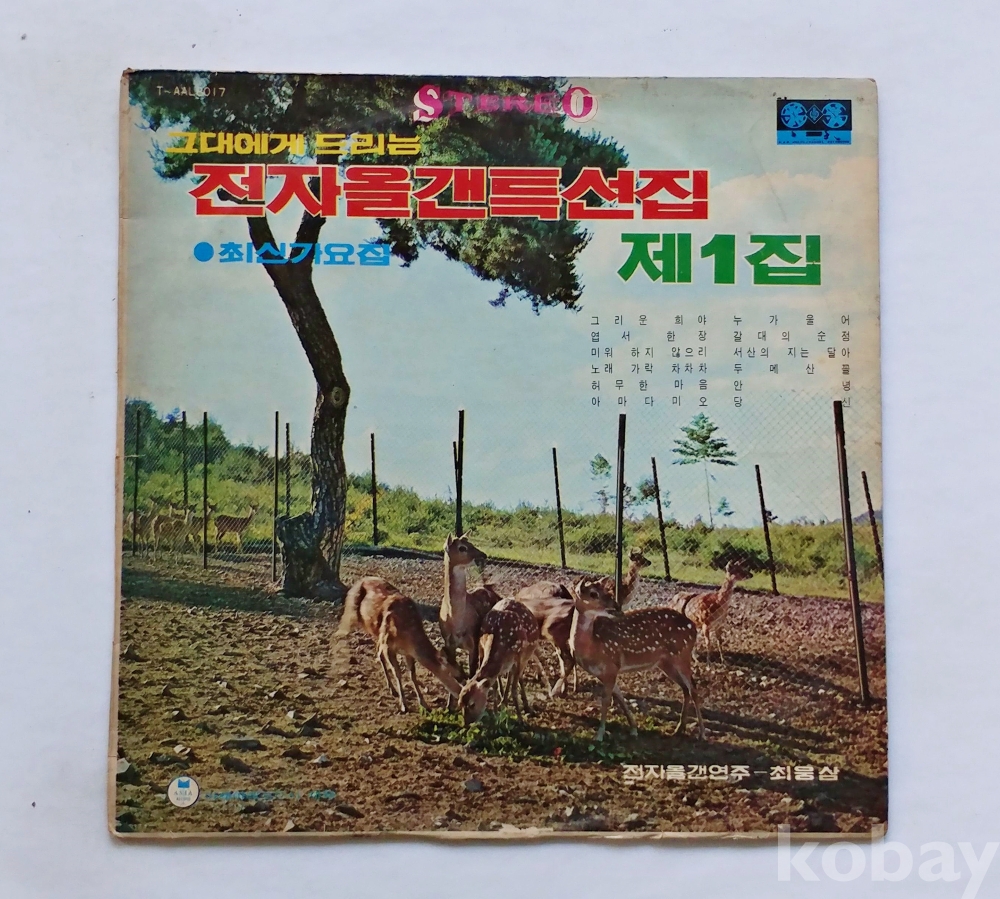 T-AAL2017
STEREO
그대에게 드리는
전자올갠특선집
●최신가요집
제1집
그리운 희야 누가 울어
엽서 한장 갈대의 순정
미워 하지 않으리 서산의 지는 달아
노래 가락 차차차 두메산물
허무한 마음 안녕
아마다미오 당신
전자올갠연주-최웅삼
ASIA
kobay